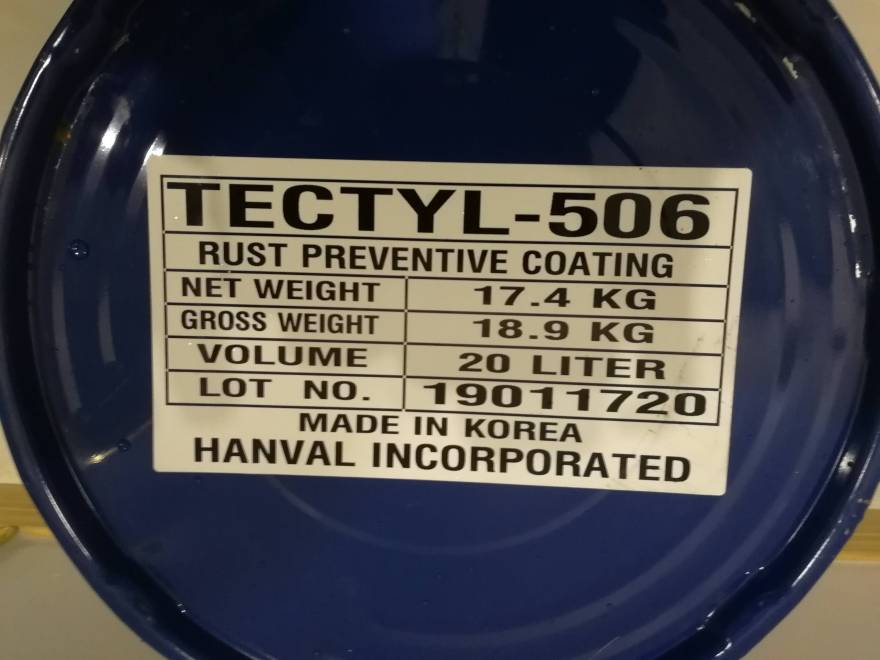 TECTYL-506
RUST PREVENTIVE COATING
NET WEIGHT 17.4 KG
GROSS WEIGHT 18.9 KG
VOLUME 20 LITER
LOT NO. 19011720
MADE IN KOREA
HANVAL INCORPORATED